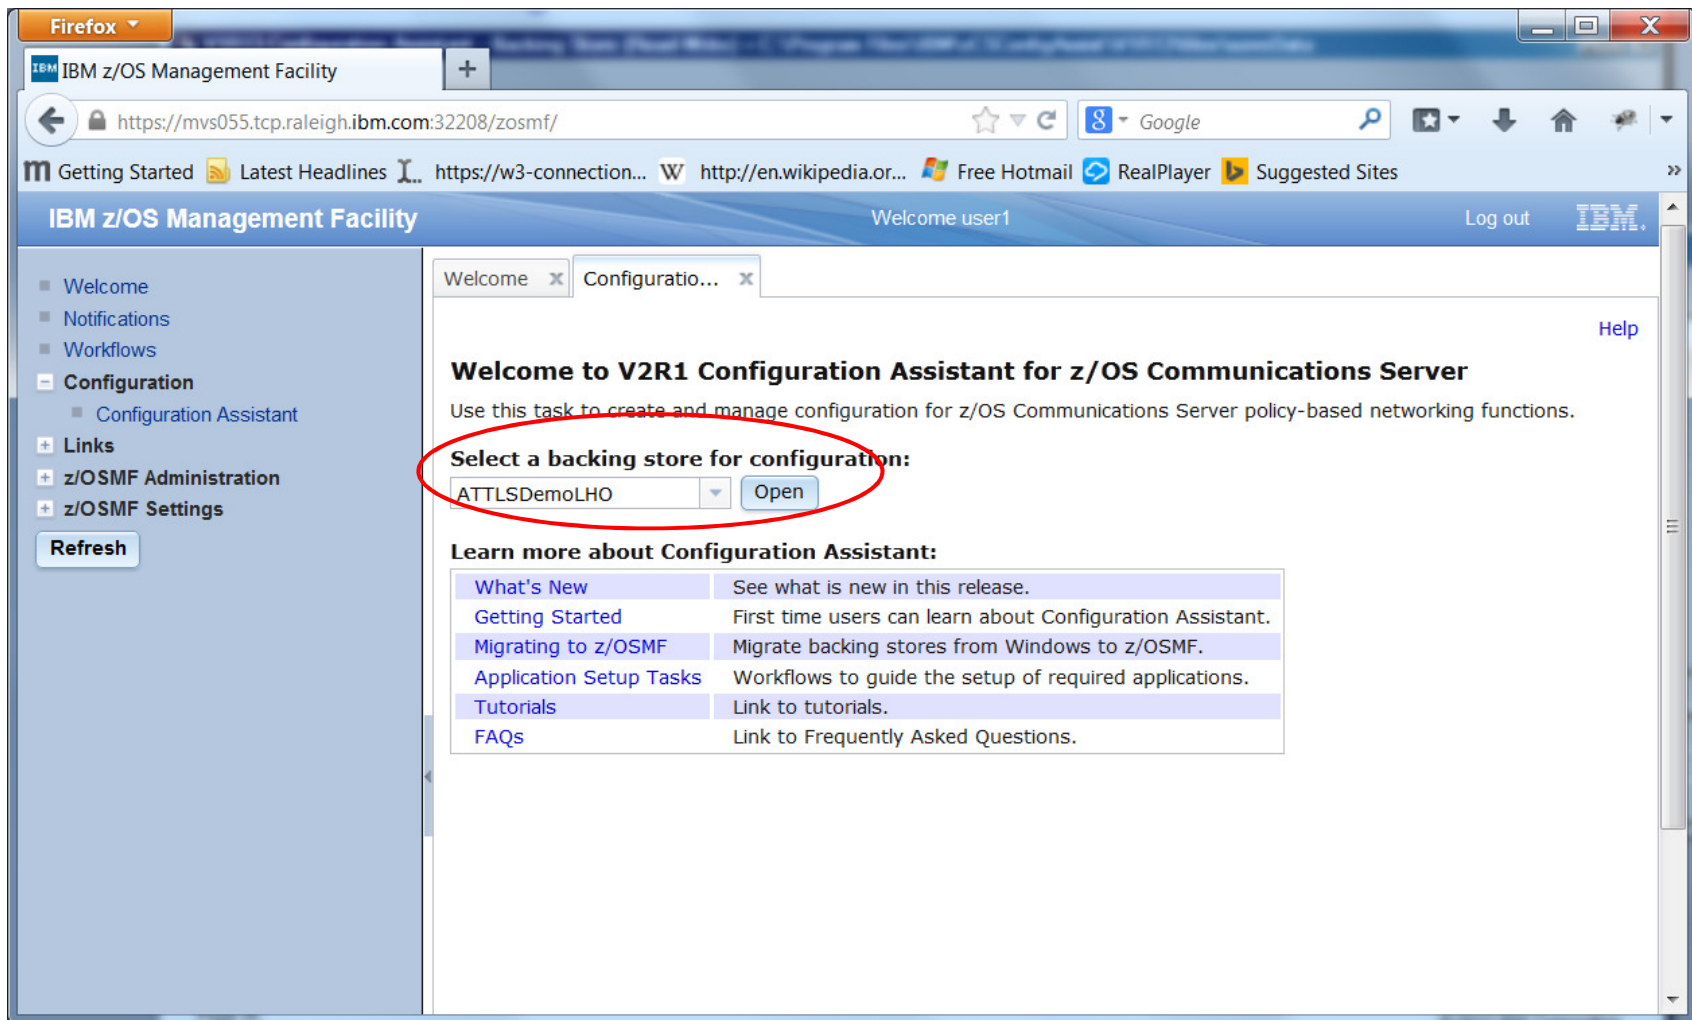 Firefox
IBM IBM z/OS Management Facility
https://mvs055.tcp.raleigh.ibm.com:32208/zosmf/
8 Google
m Getting Started Latest Headlines https://w3-connection... W http://en.wikipedia.or... Free Hotmail RealPlayer Suggested Sites »
IBM z/OS Management Facility Welcome user1 Log out IBM.
Welcome
Notifications
Workflows
Configuration
Configuration Assistant
Links
z/OSMF Administration
z/OSMF Settings
Refresh
Welcome x Configuratio... x
Help
Welcome to V2R1 Configuration Assistant for z/OS Communications Server
Use this task to create and manage configuration for z/OS Communications Server policy-based networking functions.
Select a backing store for configuration:
ATTLSDemoLHO Open
Learn more about Configuration Assistant:
What's New See what is new in this release.
Getting Started First time users can learn about Configuration Assistant.
Migrating to z/OSMF Migrate backing stores from Windows to z/OSMF.
Application Setup Tasks Workflows to guide the setup of required applications.
Tutorials Link to tutorials.
FAQs Link to Frequently Asked Questions.